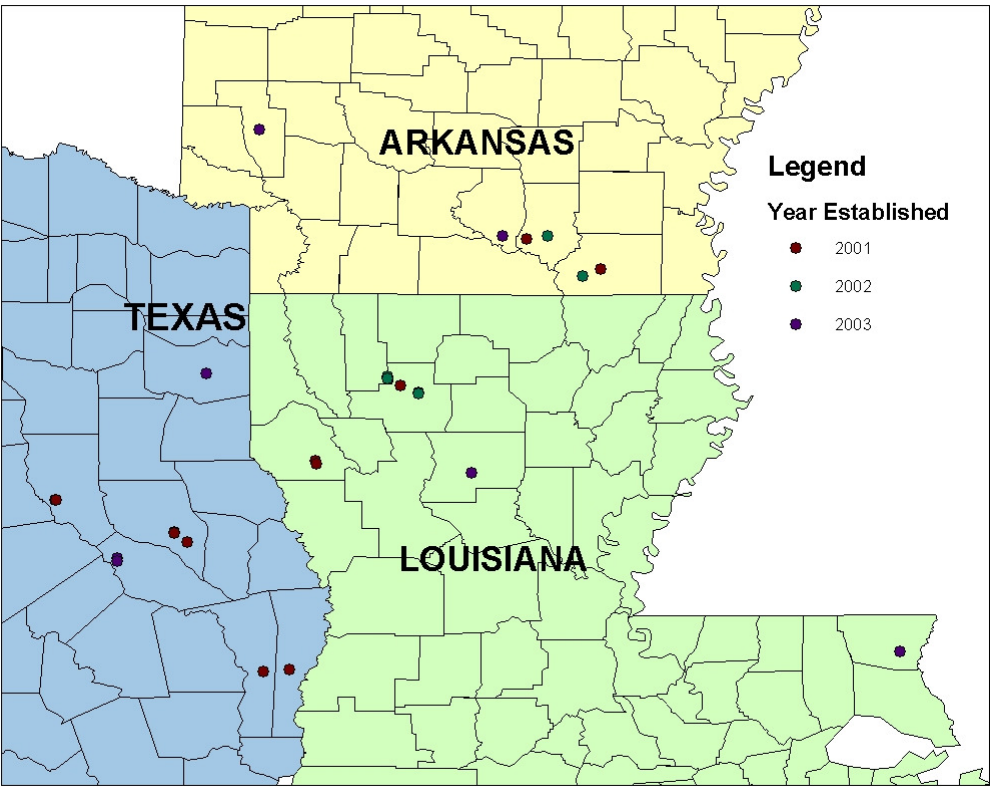 ARKANSAS
Legend
Year Established
2001
2002
2003
TEXAS
LOUISIANA